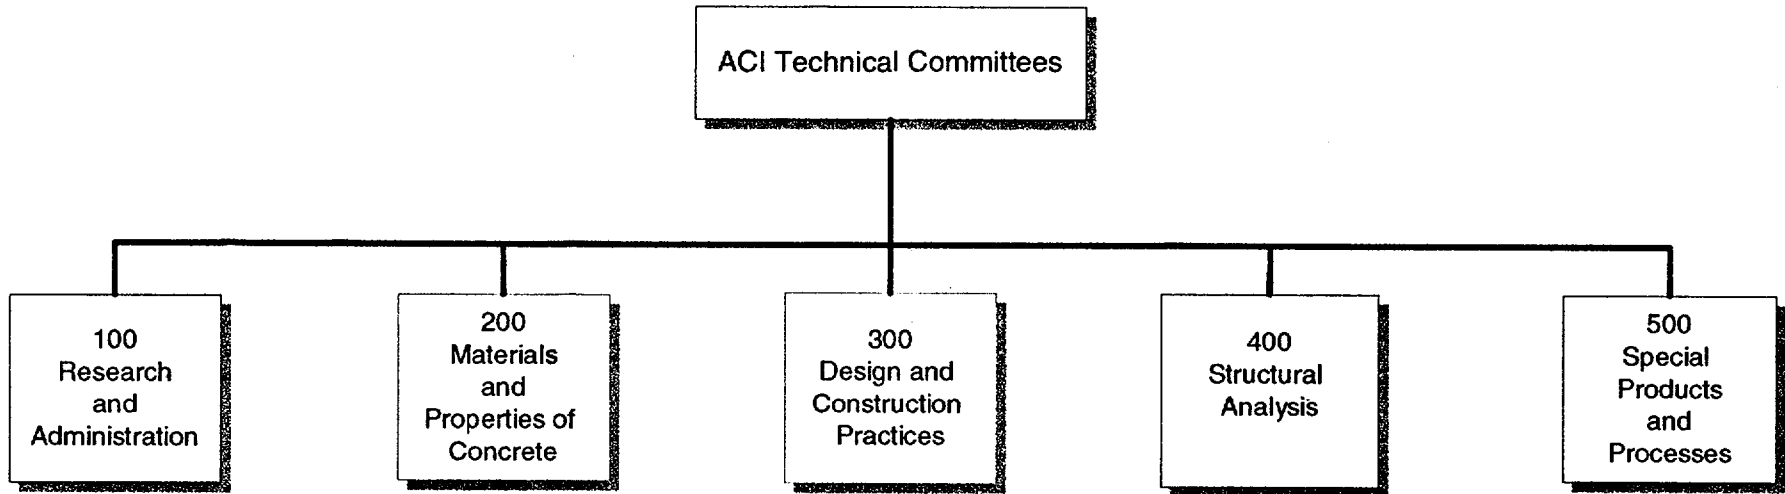 ACI Technical Committees
100
Research
and
Administration
200
Materials
and
Properties of
Concrete
300
Design and
Construction
Practices
400
Structural
Analysis
500
Special
Products
and
Processes